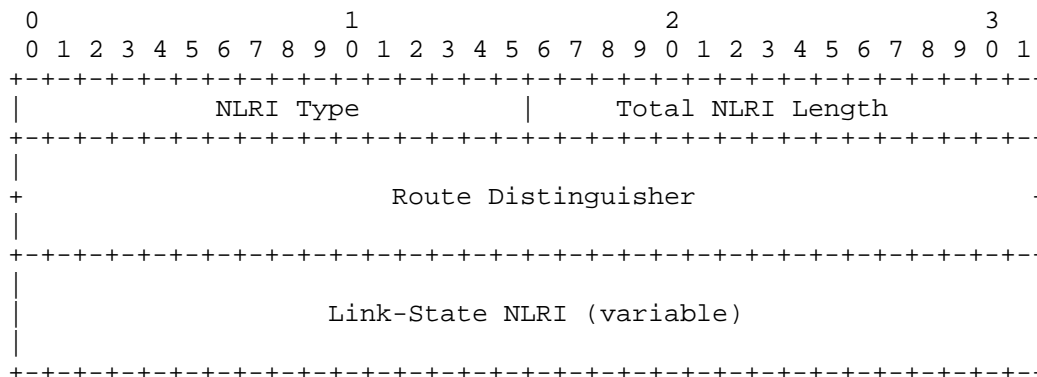 0                   1                   2                   3
 0 1 2 3 4 5 6 7 8 9 0 1 2 3 4 5 6 7 8 9 0 1 2 3 4 5 6 7 8 9 0 1
+-+-+-+-+-+-+-+-+-+-+-+-+-+-+-+-+-+-+-+-+-+-+-+-+-+-+-+-+-+-+-+-
|            NLRI Type          |     Total NLRI Length
+-+-+-+-+-+-+-+-+-+-+-+-+-+-+-+-+-+-+-+-+-+-+-+-+-+-+-+-+-+-+-+-
|
+                       Route Distinguisher                     -
|
+-+-+-+-+-+-+-+-+-+-+-+-+-+-+-+-+-+-+-+-+-+-+-+-+-+-+-+-+-+-+-+-
|
|                   Link-State NLRI (variable)
|
+-+-+-+-+-+-+-+-+-+-+-+-+-+-+-+-+-+-+-+-+-+-+-+-+-+-+-+-+-+-+-+-